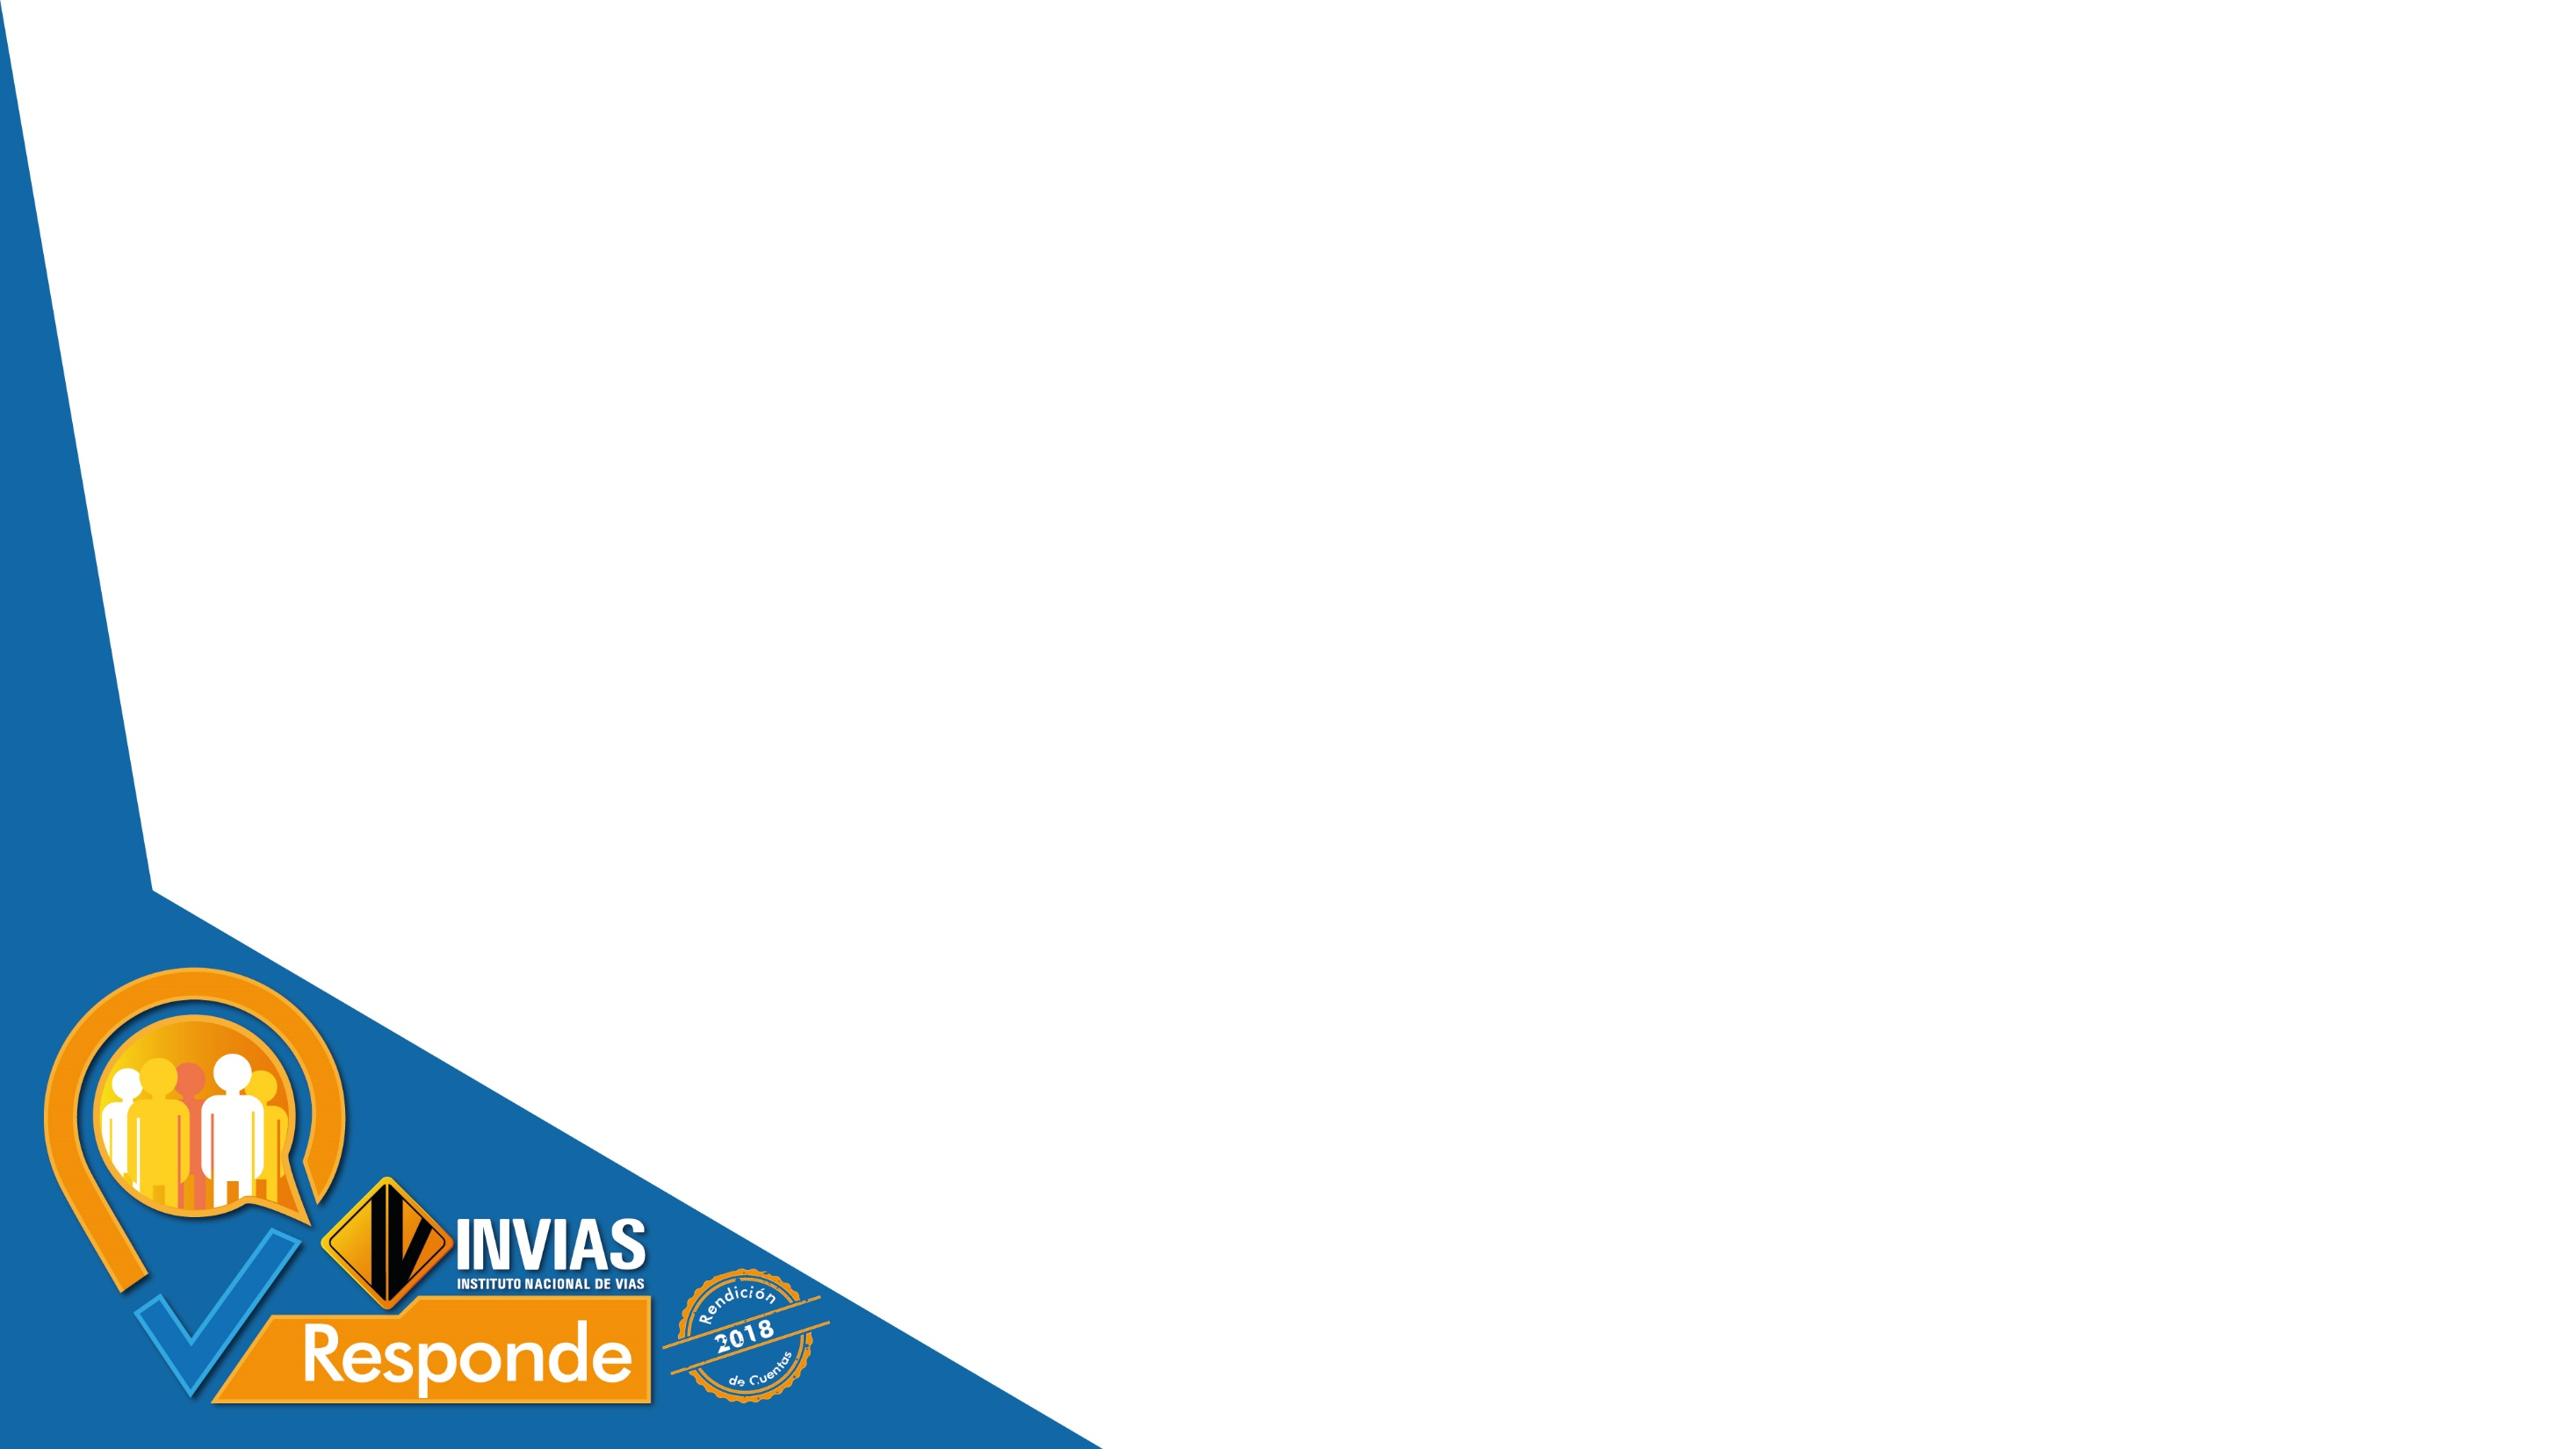 INVIAS
INSTITUTO NACIONAL DE VIAS
Responde
Rendición
2018
de Cuentas